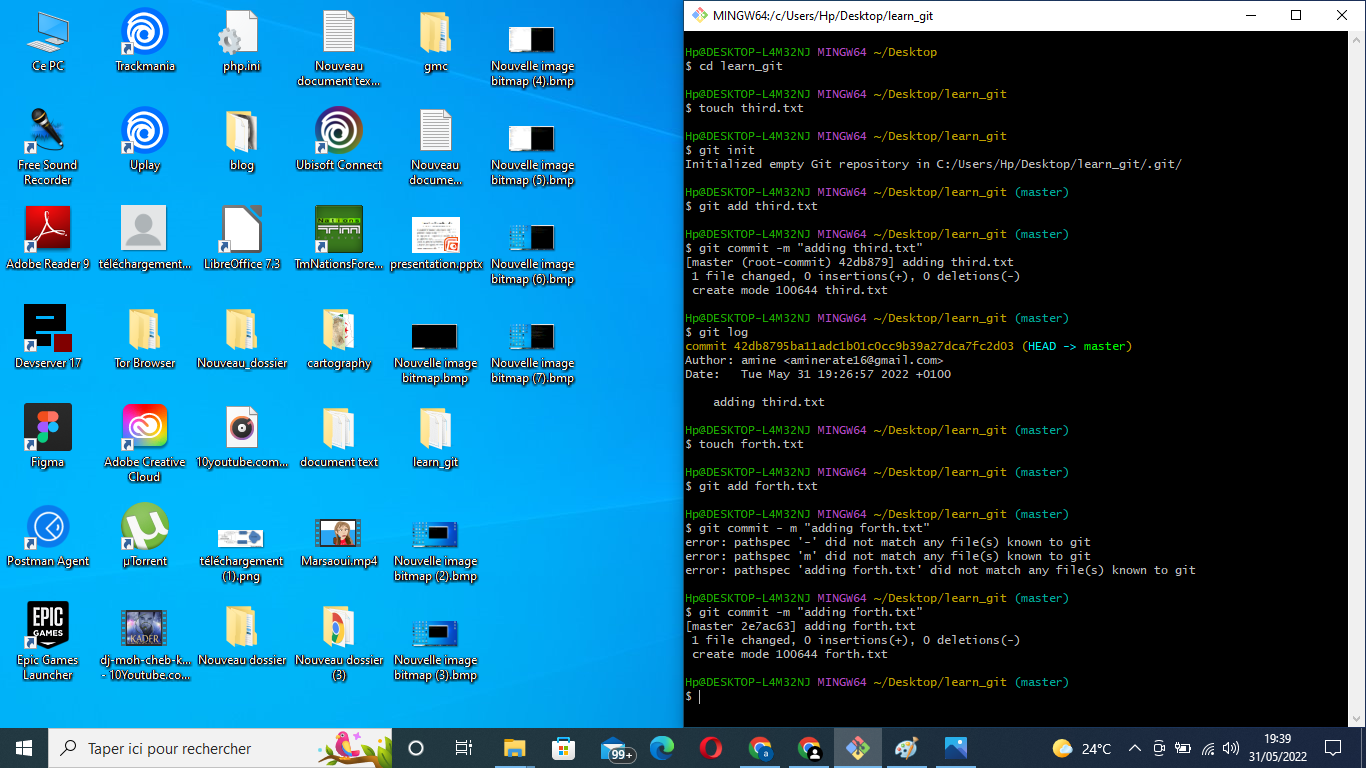 Ce PC
Trackmania
php.ini
Nouveau
document tex...
gmc
Nouvelle image
bitmap (4).bmp
Free Sound
Recorder
Uplay
blog
Ubisoft Connect
Nouveau
docume...
Nouvelle image
bitmap (5).bmp
Adobe Reader 9
téléchargement...
LibreOffice 7.3
Nations
TmNationsFore...
presentation.pptx
Nouvelle image
bitmap (6).bmp
Devserver 17
Tor Browser
Nouveau_dossier
cartography
Nouvelle image
bitmap.bmp
Nouvelle image
bitmap (7).bmp
Figma
Adobe Creative
Cloud
10youtube.com...
document text
learn_git
Postman Agent
µTorrent
téléchargement
(1).png
Marsaoui.mp4
Nouvelle image
bitmap (2).bmp
EPIC
GAMES
Epic Games
Launcher
KADER
dj-moh-cheb-k...
- 10Youtube.co...
Nouveau dossier
Nouveau dossier
(3)
Nouvelle image
bitmap (3).bmp
MINGW64:/c/Users/Hp/Desktop/learn_git
Hp@DESKTOP-L4M32NJ MINGW64 ~/Desktop
$ cd learn_git
Hp@DESKTOP-L4M32NJ MINGW64 ~/Desktop/learn_git
$ touch third.txt
Hp@DESKTOP-L4M32NJ MINGW64 ~/Desktop/learn_git
$ git init
Initialized empty Git repository in C:/Users/Hp/Desktop/learn_git/.git/
Hp@DESKTOP-L4M32NJ MINGW64 ~/Desktop/learn_git (master)
$ git add third.txt
Hp@DESKTOP-L4M32NJ MINGW64 ~/Desktop/learn_git (master)
$ git commit -m "adding third.txt"
[master (root-commit) 42db879] adding third.txt
1 file changed, 0 insertions(+), 0 deletions(-)
create mode 100644 third.txt
Hp@DESKTOP-L4M32NJ MINGW64 ~/Desktop/learn_git (master)
$ git log
commit 42db8795ba11adc1b01c0cc9b39a27dca7fc2d03 (HEAD -> master)
Author: amine <aminerate16@gmail.com>
Date:   Tue May 31 19:26:57 2022 +0100
adding third.txt
Hp@DESKTOP-L4M32NJ MINGW64 ~/Desktop/learn_git (master)
$ touch forth.txt
Hp@DESKTOP-L4M32NJ MINGW64 ~/Desktop/learn_git (master)
$ git add forth.txt
Hp@DESKTOP-L4M32NJ MINGW64 ~/Desktop/learn_git (master)
$ git commit - m "adding forth.txt"
error: pathspec '-' did not match any file(s) known to git
error: pathspec 'm' did not match any file(s) known to git
error: pathspec 'adding forth.txt' did not match any file(s) known to git
Hp@DESKTOP-L4M32NJ MINGW64 ~/Desktop/learn_git (master)
$ git commit -m "adding forth.txt"
[master 2e7ac63] adding forth.txt
1 file changed, 0 insertions(+), 0 deletions(-)
create mode 100644 forth.txt
Hp@DESKTOP-L4M32NJ MINGW64 ~/Desktop/learn_git (master)
$
Taper ici pour rechercher
99+
a
24°C
19:39
31/05/2022